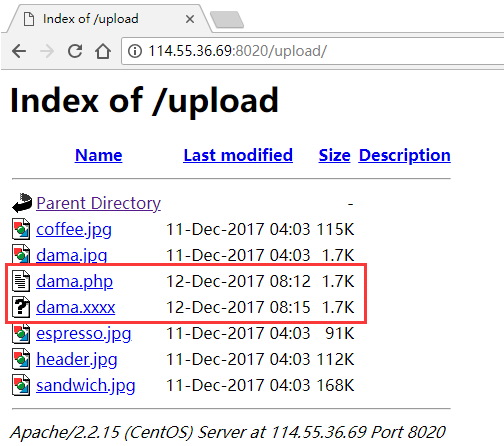 Index of /upload
114.55.36.69:8020/upload/
Index of /upload
Name Last modified Size Description
Parent Directory -
coffee.jpg 11-Dec-2017 04:03 115K
dama.jpg 11-Dec-2017 04:03 1.7K
dama.php 12-Dec-2017 08:12 1.7K
dama.xxxx 12-Dec-2017 08:15 1.7K
espresso.jpg 11-Dec-2017 04:03 91K
header.jpg 11-Dec-2017 04:03 112K
sandwich.jpg 11-Dec-2017 04:03 168K
Apache/2.2.15 (CentOS) Server at 114.55.36.69 Port 8020